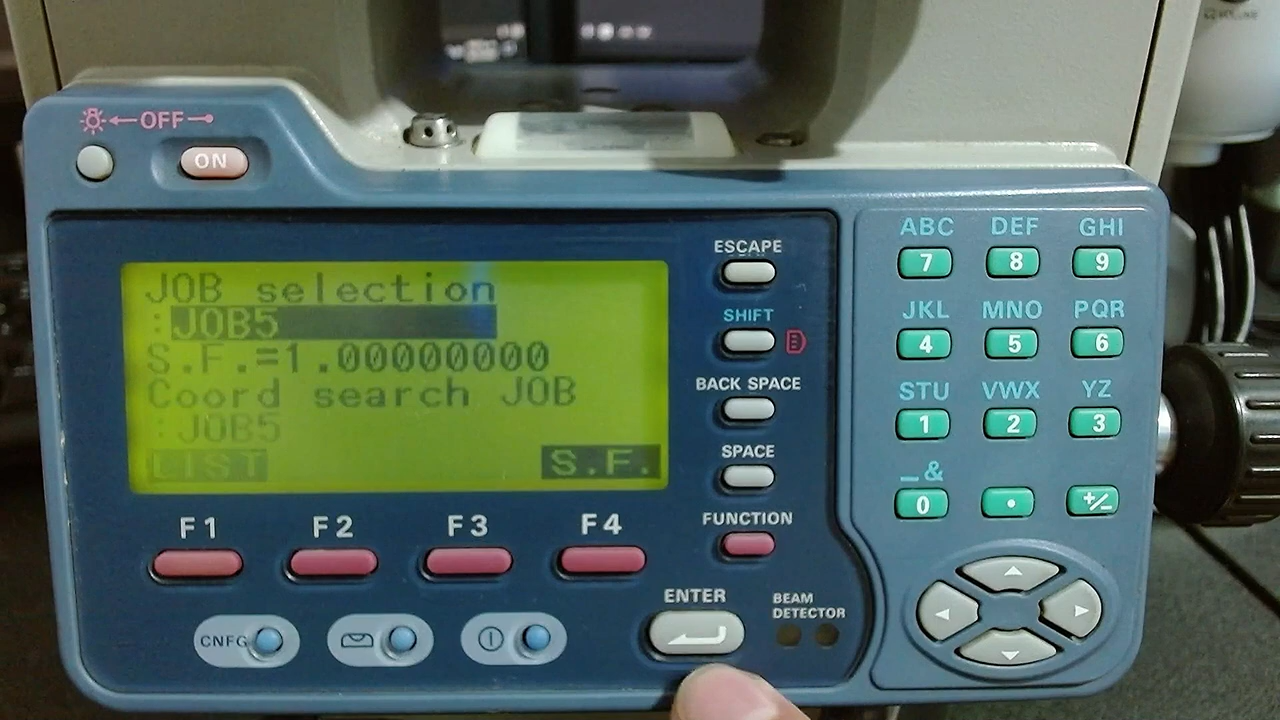 OFF
ON
JOB selection
:JOB5
S.F.=1.00000000
Coord search JOB
:JOB5
LIST S.F.
F1 F2 F3 F4
CNFG
ESCAPE
SHIFT
BACK SPACE
SPACE
FUNCTION
ENTER
BEAM
DETECTOR
ABC DEF GHI
7 8 9
JKL MNO PQR
4 5 6
STU VWX YZ
1 2 3
_&
0 . +/-